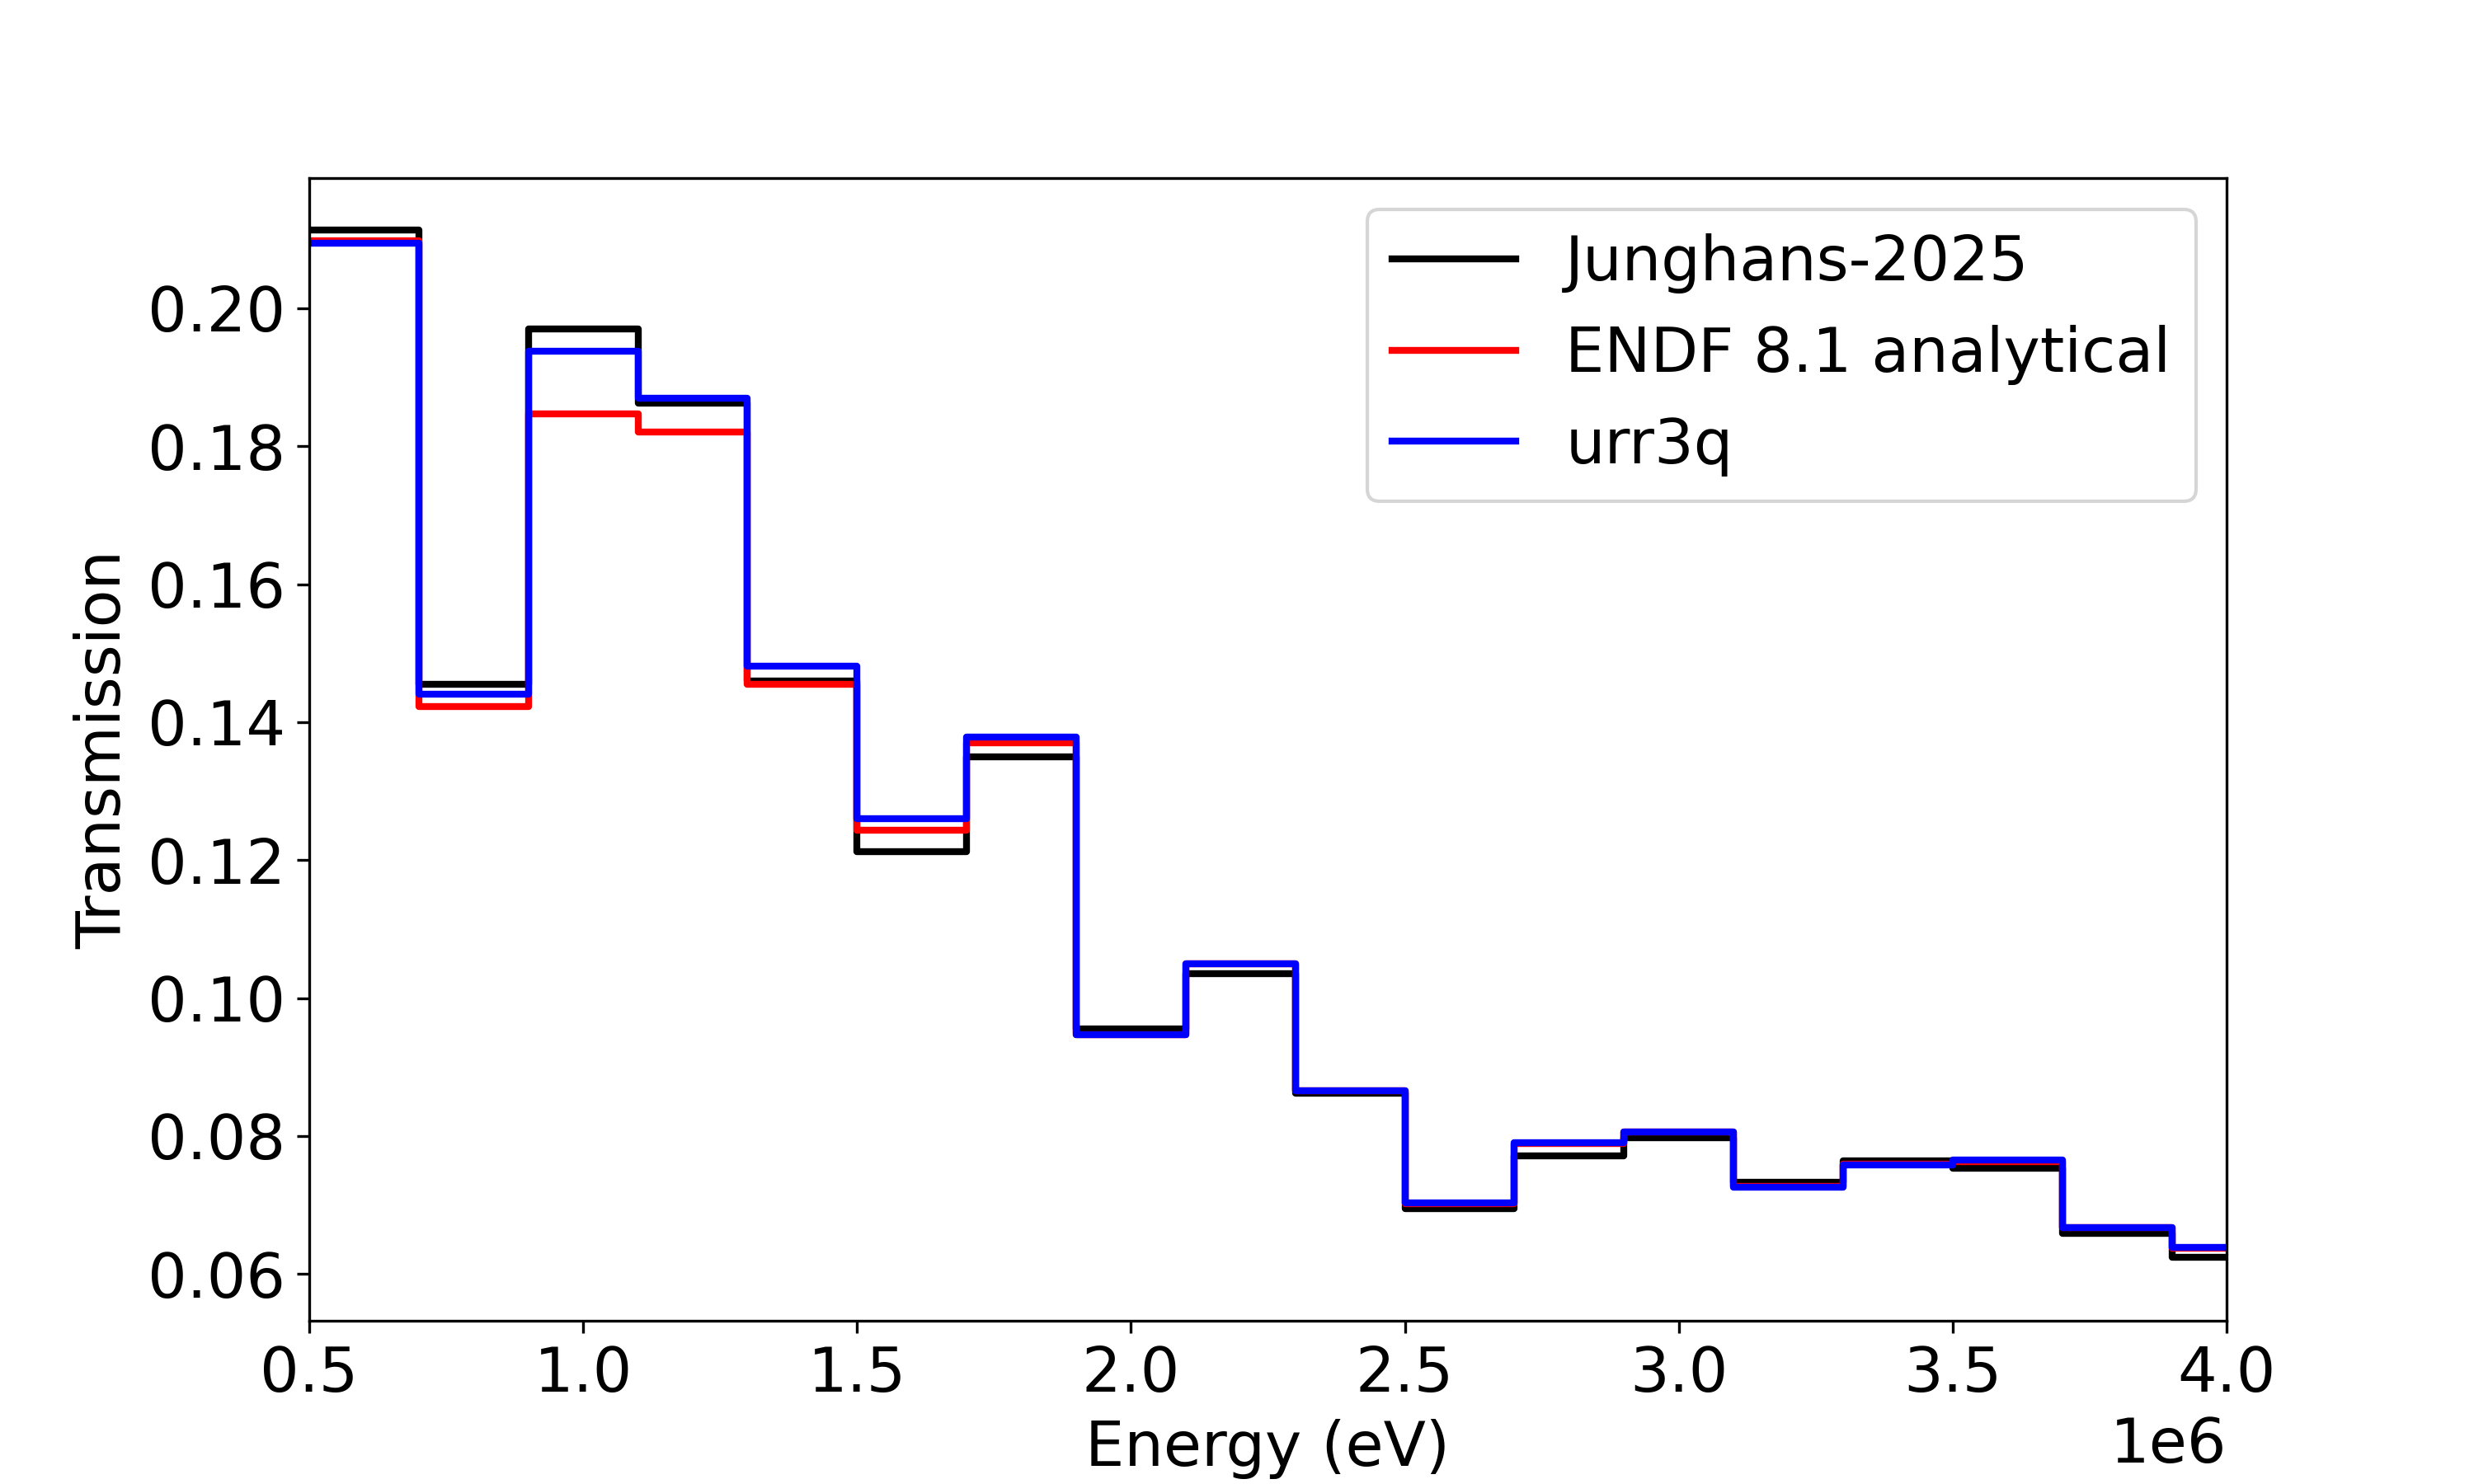 Junghans-2025
ENDF 8.1 analytical
urr3q
Transmission
0.20
0.18
0.16
0.14
0.12
0.10
0.08
0.06
0.5 1.0 1.5 2.0 2.5 3.0 3.5 4.0
Energy (eV)
1e6